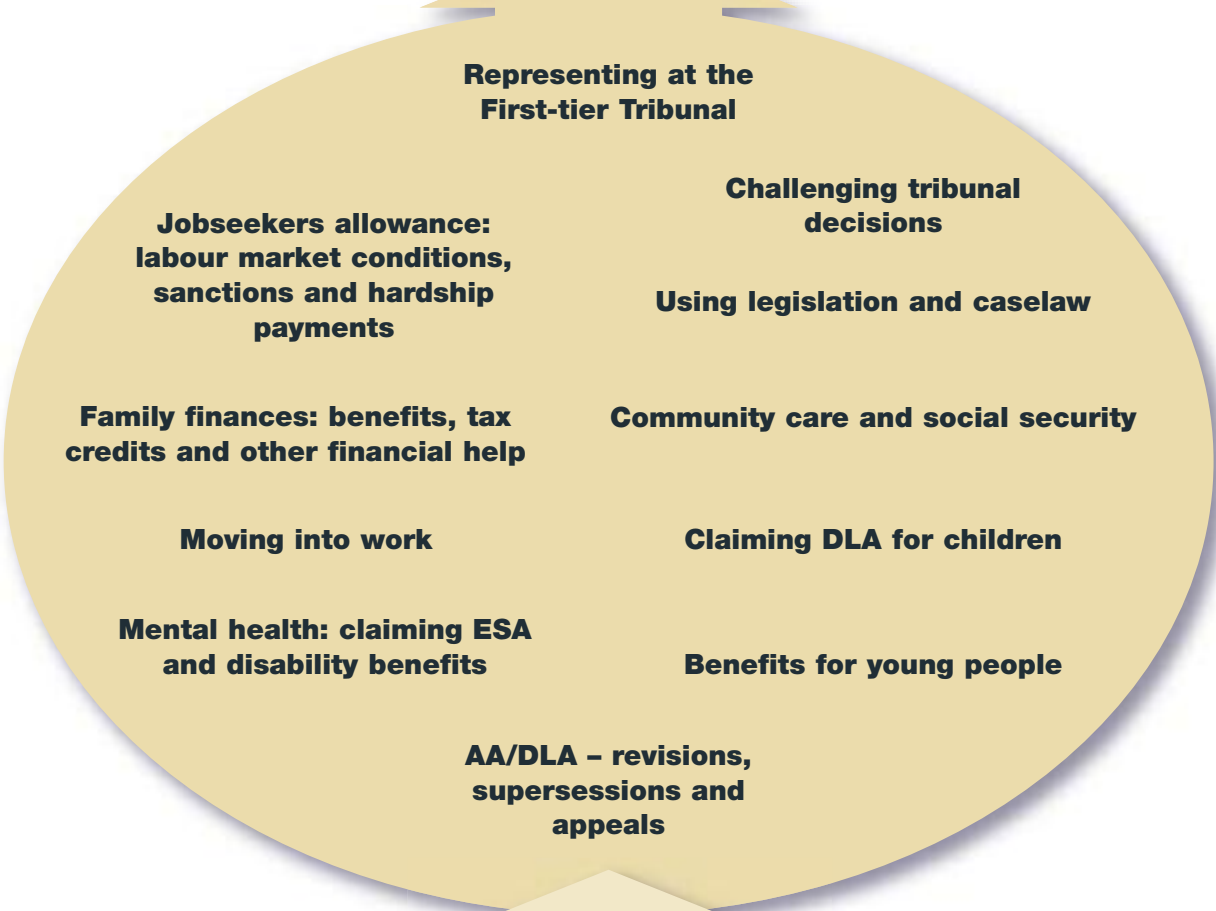 Representing at the
First-tier Tribunal
Jobseekers allowance:
labour market conditions,
sanctions and hardship
payments
Challenging tribunal
decisions
Using legislation and caselaw
Family finances: benefits, tax
credits and other financial help
Community care and social security
Moving into work
Claiming DLA for children
Mental health: claiming ESA
and disability benefits
Benefits for young people
AA/DLA – revisions,
supersessions and
appeals